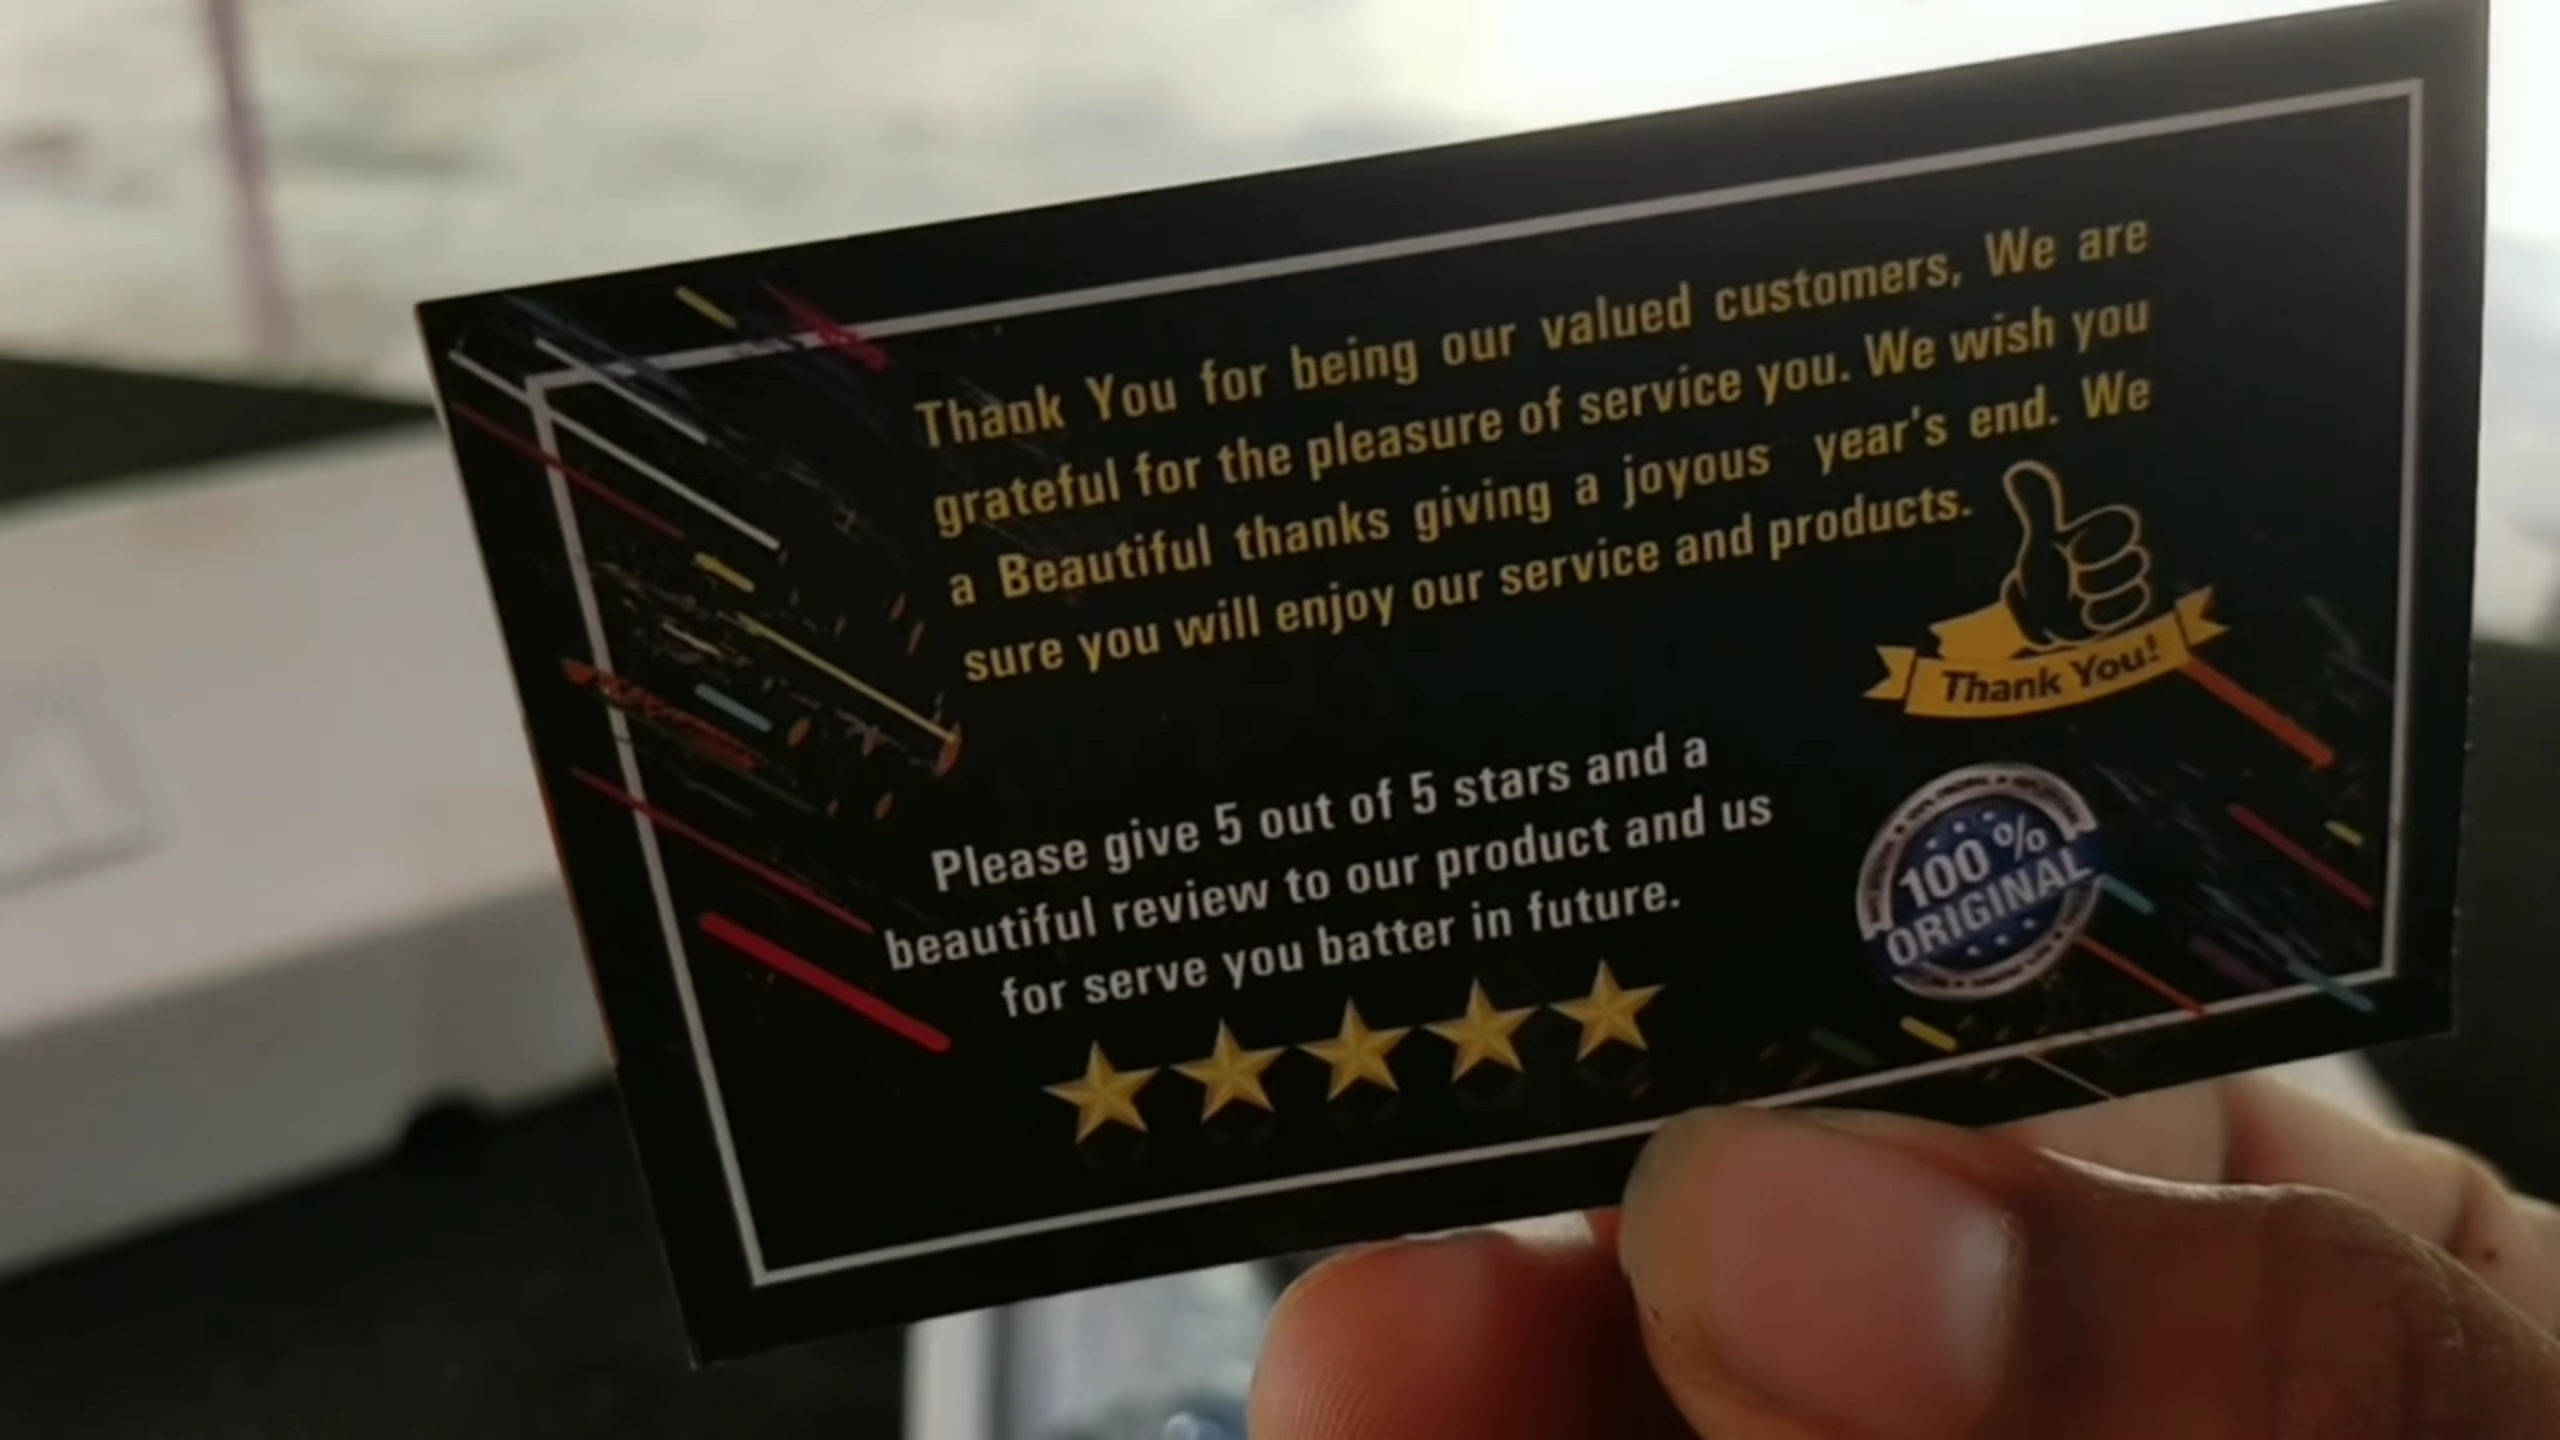 Thank You for being our valued customers, We are
grateful for the pleasure of service you. We wish you
a Beautiful thanks giving a joyous year's end. We
sure you will enjoy our service and products.
Thank You!
Please give 5 out of 5 stars and a
beautiful review to our product and us
for serve you batter in future.
100 %
ORIGINAL